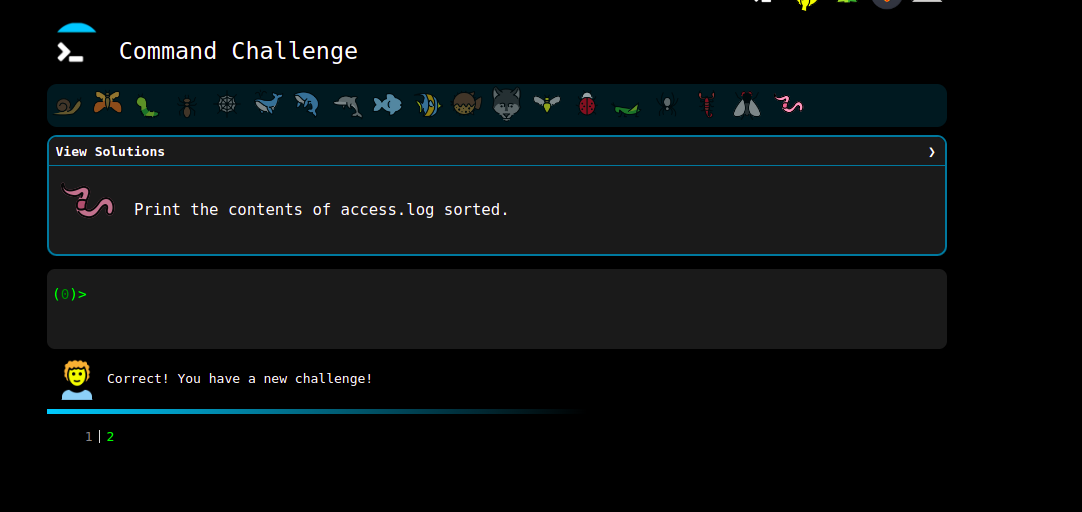 Command Challenge
View Solutions ❯
Print the contents of access.log sorted.
(0)>
Correct! You have a new challenge!
1 2